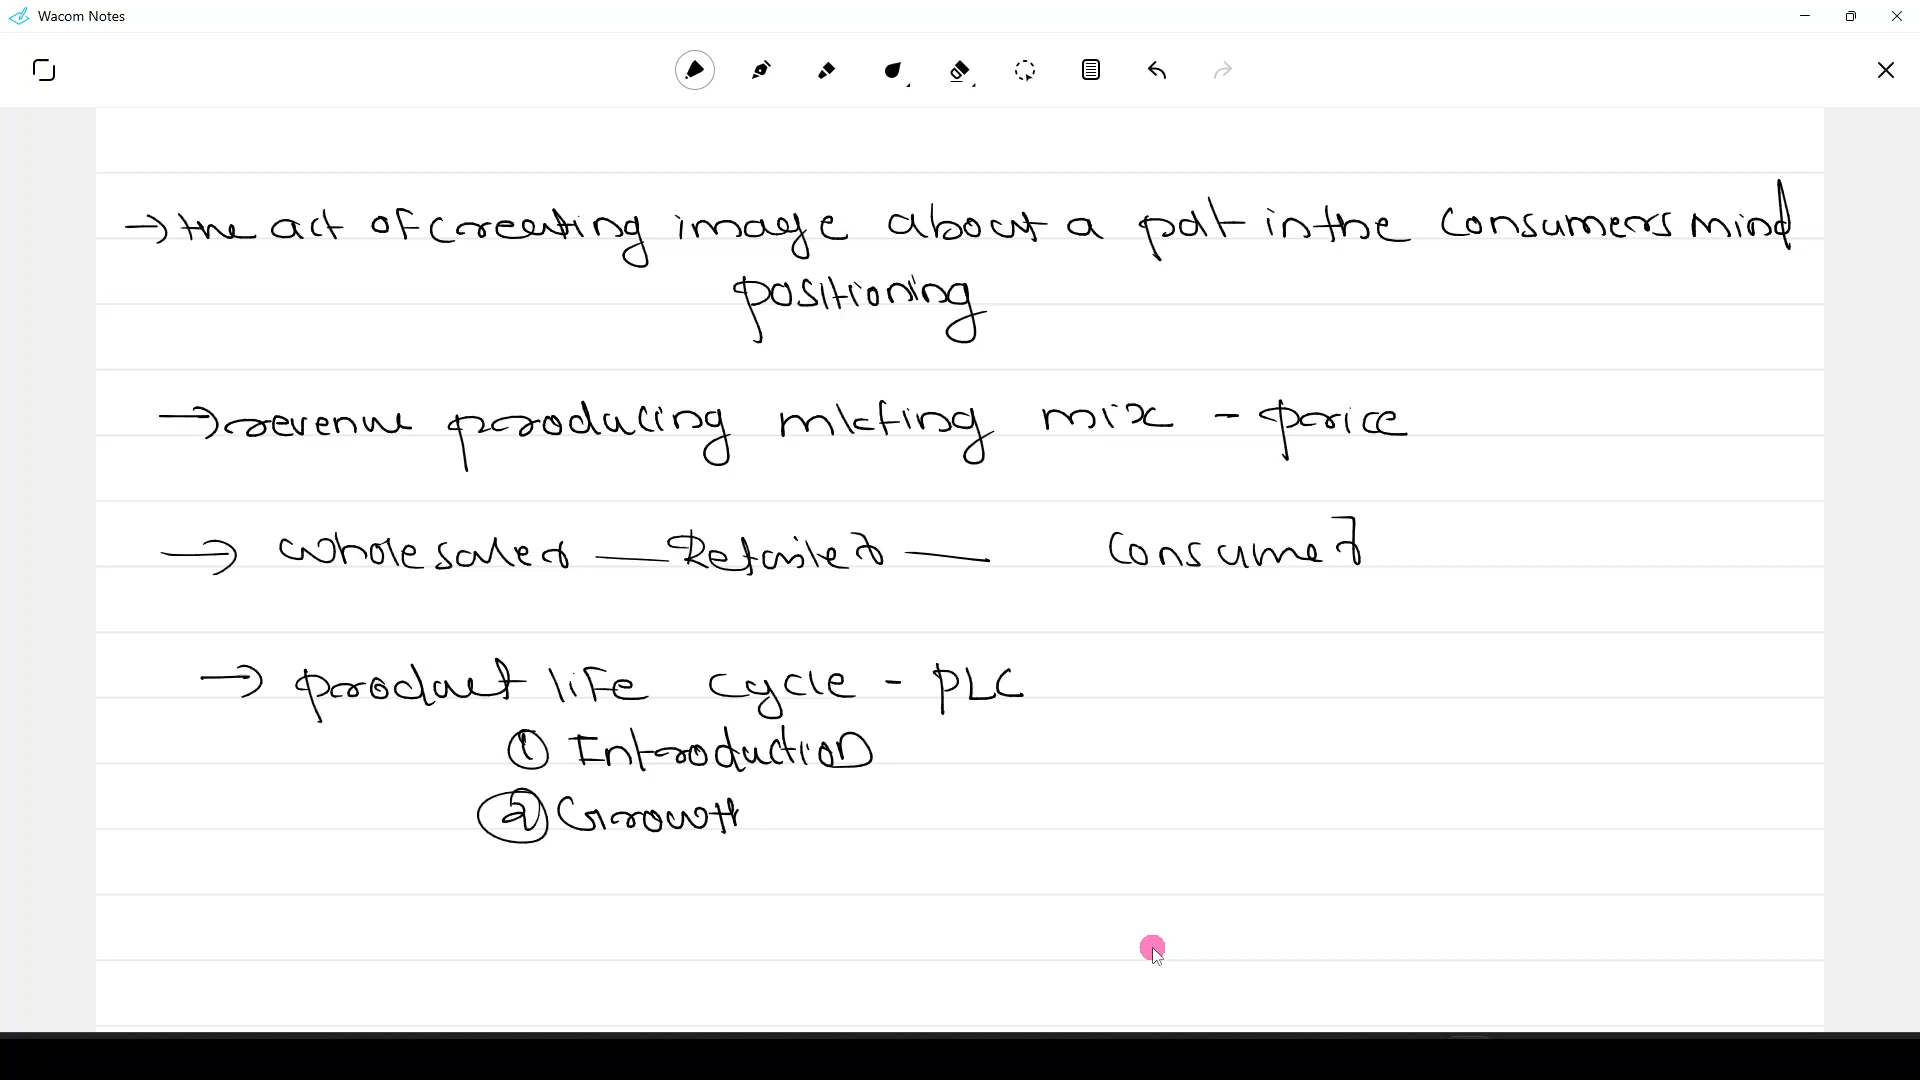 Wacom Notes
→ the act of creating image about a pdt in the consumers mind
positioning
→ revenue producing mkting mix - price
→ wholesaler — Retailer — Consumer
→ product life cycle - PLC
① Introduction
② Growth